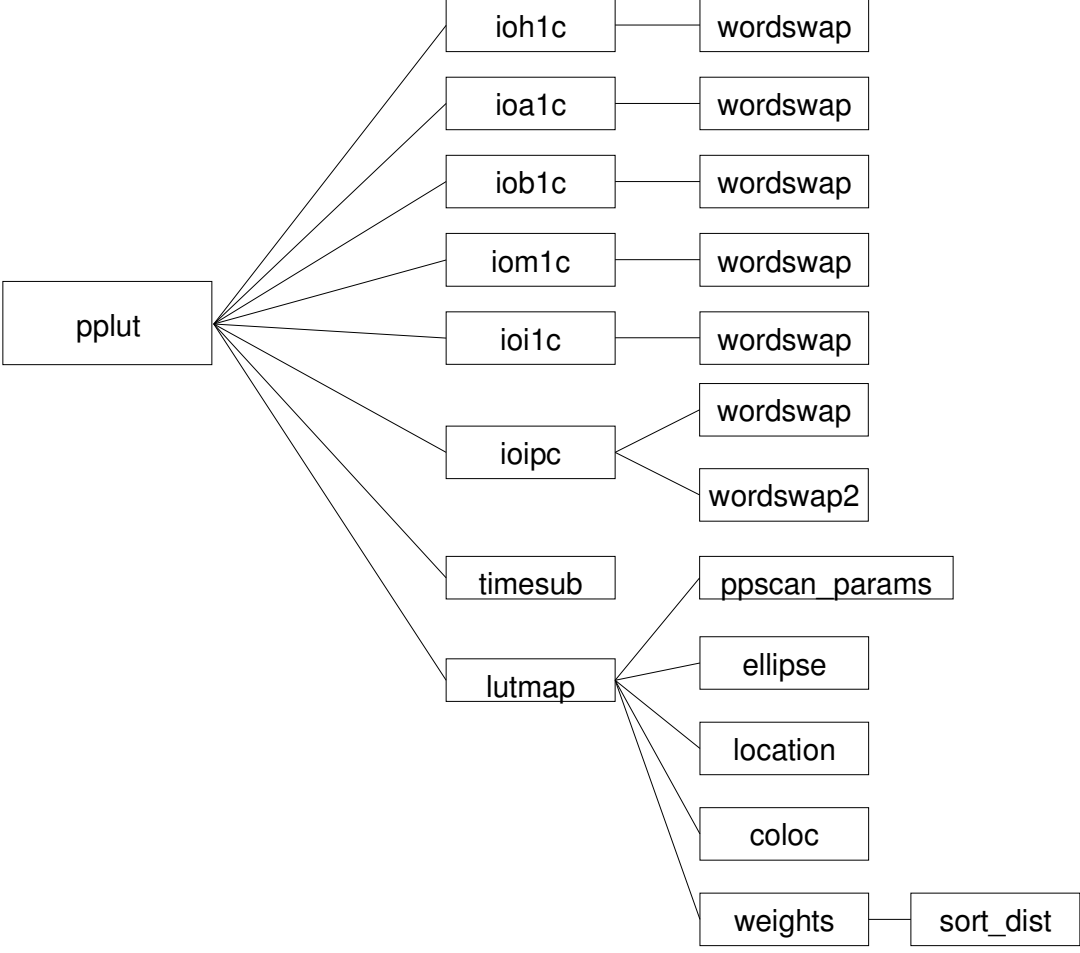 ioh1c wordswap
ioa1c wordswap
iob1c wordswap
iom1c wordswap
pplut
ioi1c wordswap
wordswap
ioipc
wordswap2
timesub ppscan_params
ellipse
lutmap
location
coloc
weights sort_dist